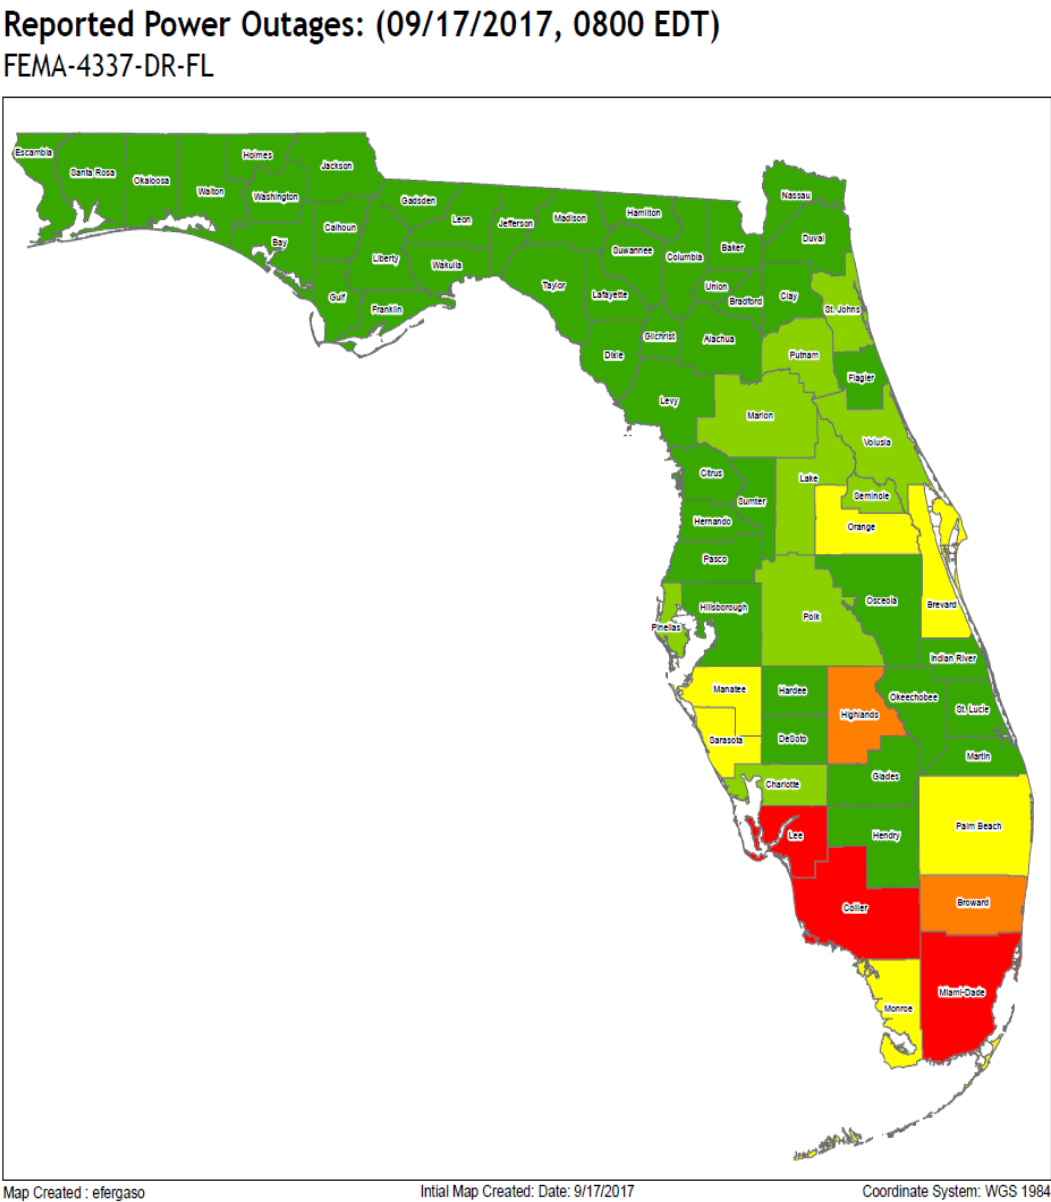 Reported Power Outages: (09/17/2017, 0800 EDT)
FEMA-4337-DR-FL
Escambia
Santa Rosa
Okaloosa
Walton
Holmes
Washington
Jackson
Bay
Calhoun
Gulf
Liberty
Franklin
Gadsden
Leon
Wakulla
Jefferson
Madison
Taylor
Hamilton
Suwannee
Lafayette
Columbia
Baker
Union
Bradford
Nassau
Duval
Clay
St. Johns
Gilchrist
Alachua
Dixie
Putnam
Flagler
Levy
Marion
Volusia
Citrus
Sumter
Lake
Seminole
Hernando
Orange
Pasco
Hillsborough
Pinellas
Polk
Osceola
Brevard
Indian River
Manatee
Hardee
Highlands
Okeechobee
St. Lucie
Sarasota
DeSoto
Martin
Charlotte
Glades
Lee
Hendry
Palm Beach
Collier
Broward
Monroe
Miami-Dade
Map Created : efergaso
Intial Map Created: Date: 9/17/2017
Coordinate System: WGS 1984